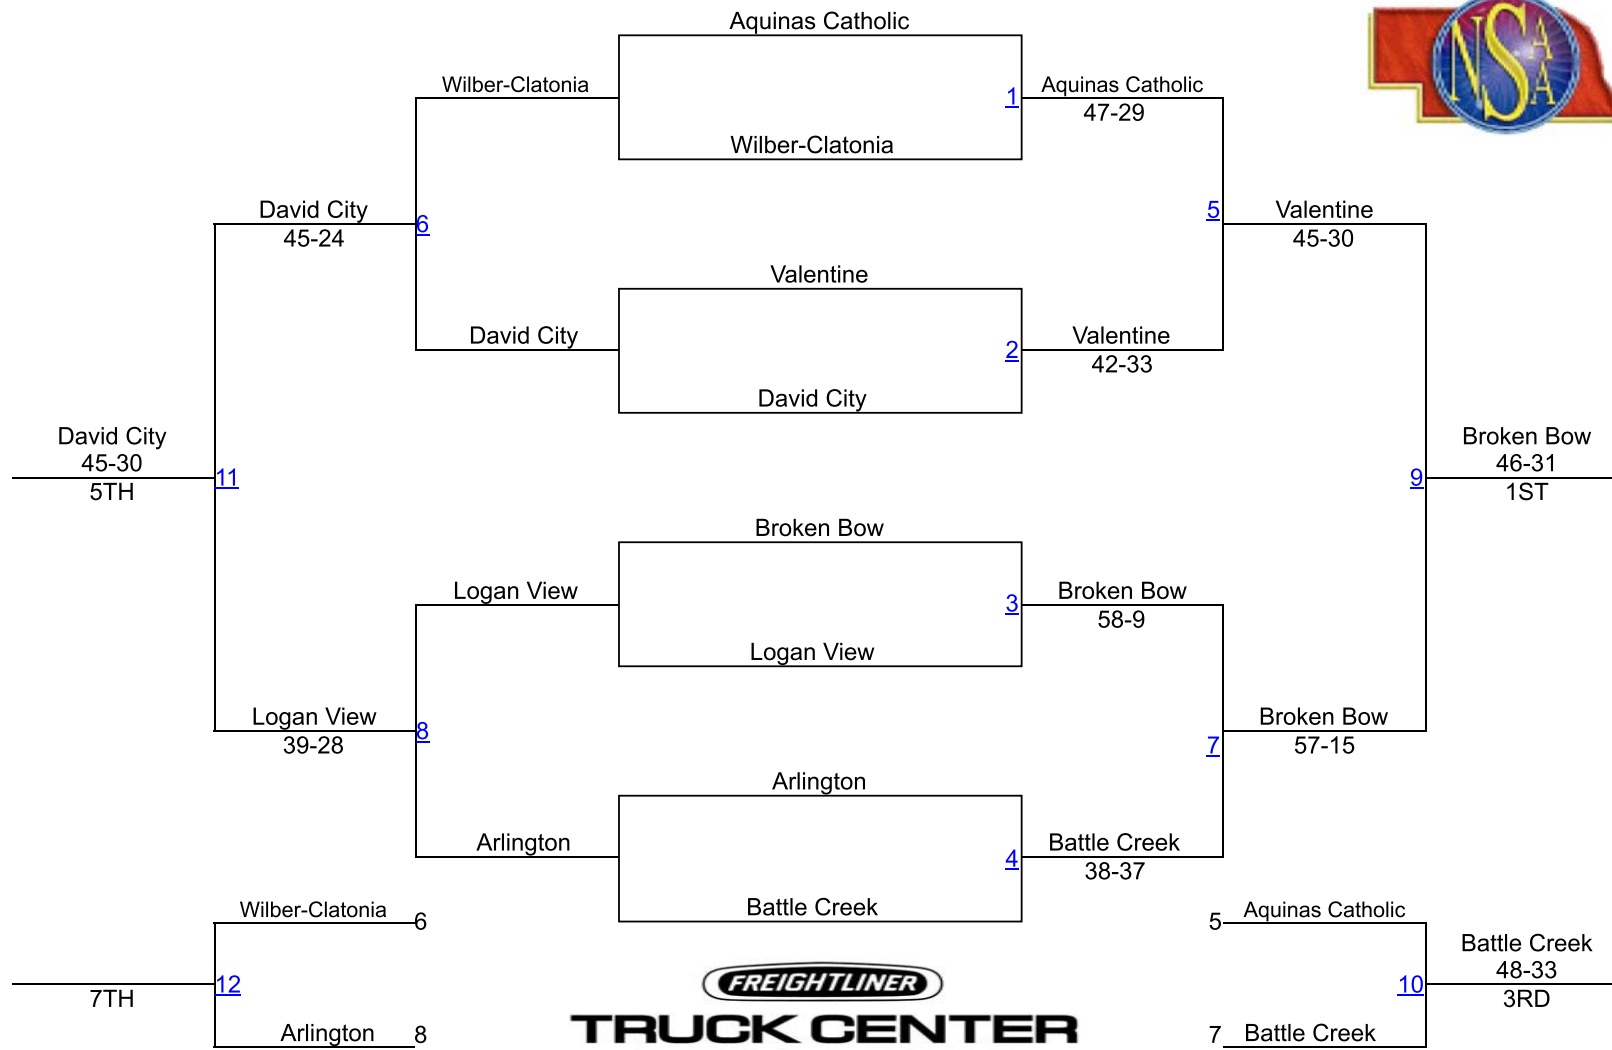 Aquinas Catholic
NSAA
Wilber-Clatonia
1
Aquinas Catholic
47-29
Wilber-Clatonia
David City
45-24
6
5
Valentine
45-30
Valentine
David City
2
Valentine
42-33
David City
David City
45-30
5TH
11
9
Broken Bow
46-31
1ST
Broken Bow
Logan View
3
Broken Bow
58-9
Logan View
Logan View
39-28
8
7
Broken Bow
57-15
Arlington
Arlington
4
Battle Creek
38-37
Battle Creek
Wilber-Clatonia
6
5
Aquinas Catholic
7TH
12
Arlington
8
FREIGHTLINER
TRUCK CENTER
10
Battle Creek
48-33
3RD
7
Battle Creek